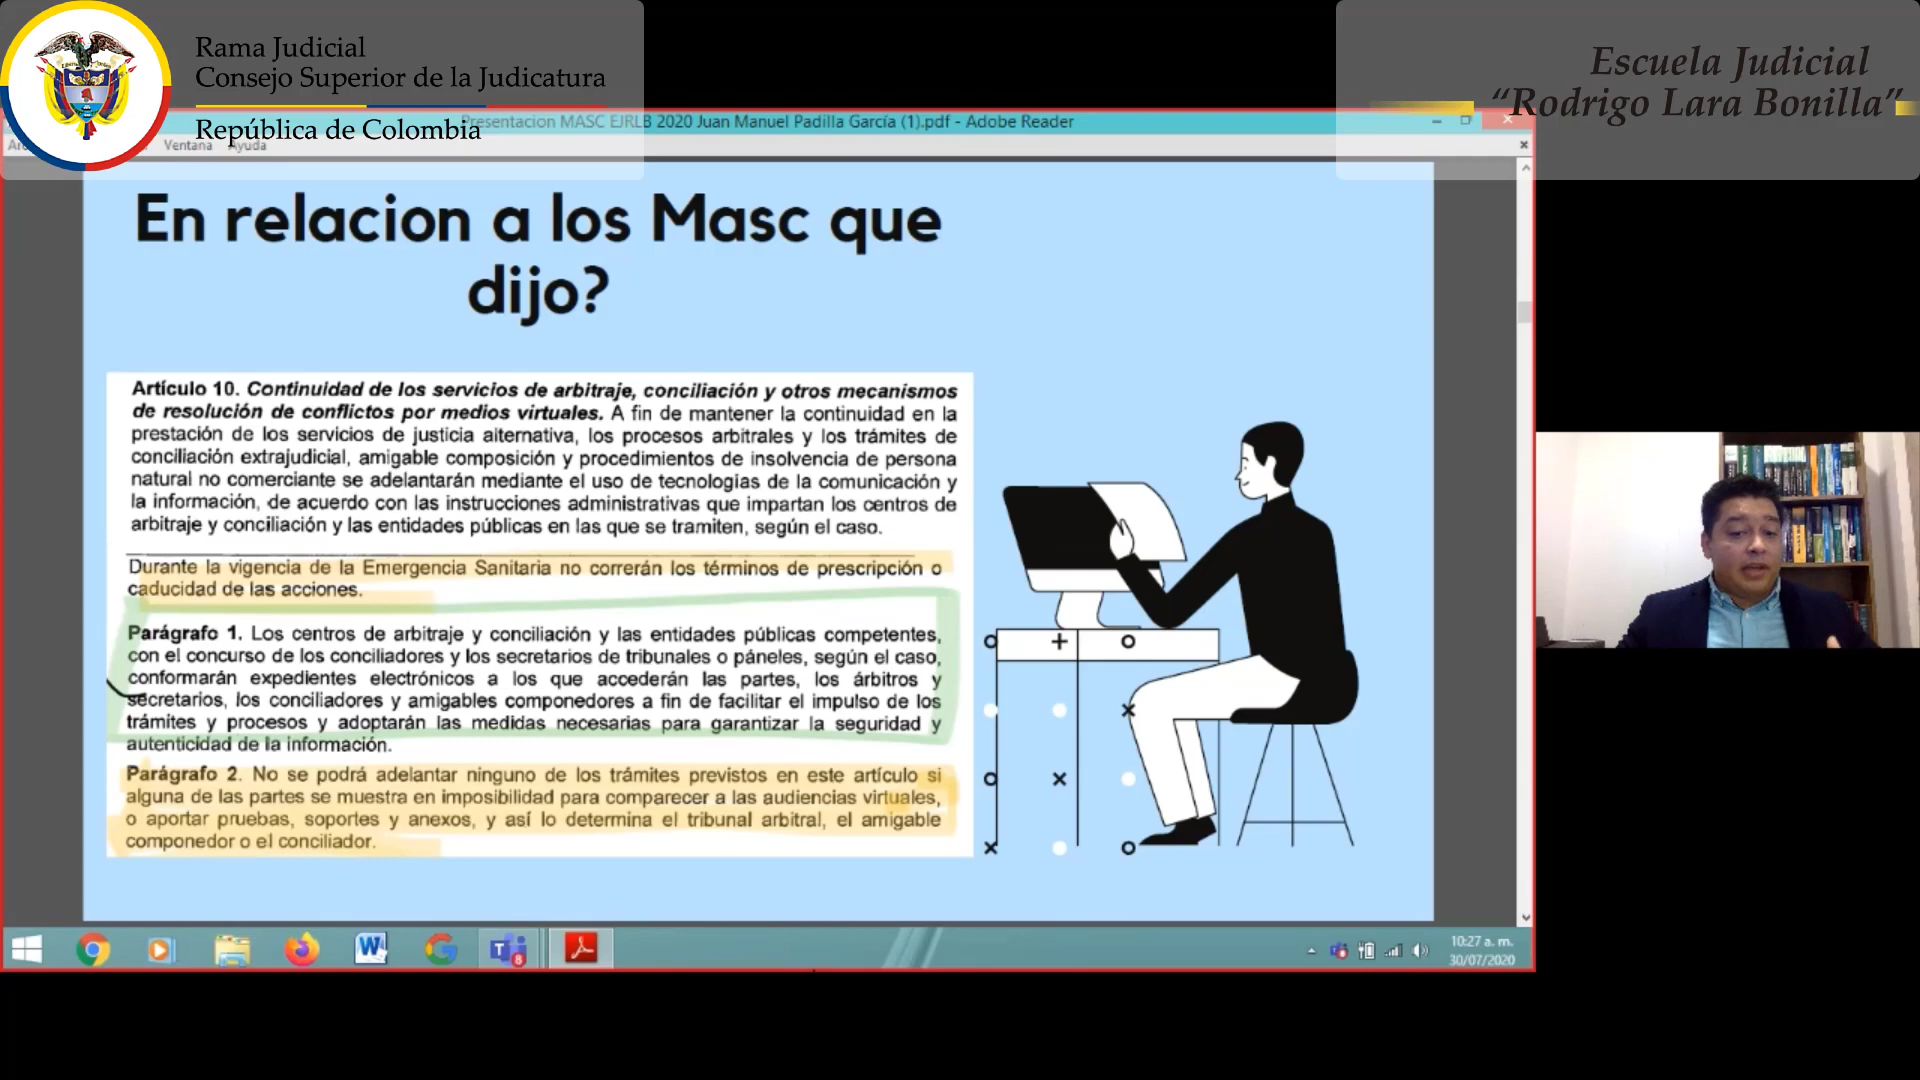 Rama Judicial
Consejo Superior de la Judicatura
República de Colombia
Escuela Judicial
“Rodrigo Lara Bonilla”
Presentacion MASC EJRLB 2020 Juan Manuel Padilla García (1).pdf - Adobe Reader
Ventana Ayuda
En relacion a los Masc que
dijo?
Artículo 10. Continuidad de los servicios de arbitraje, conciliación y otros mecanismos
de resolución de conflictos por medios virtuales. A fin de mantener la continuidad en la
prestación de los servicios de justicia alternativa, los procesos arbitrales y los trámites de
conciliación extrajudicial, amigable composición y procedimientos de insolvencia de persona
natural no comerciante se adelantarán mediante el uso de tecnologías de la comunicación y
la información, de acuerdo con las instrucciones administrativas que impartan los centros de
arbitraje y conciliación y las entidades públicas en las que se tramiten, según el caso.
Durante la vigencia de la Emergencia Sanitaria no correrán los términos de prescripción o
caducidad de las acciones.
Parágrafo 1. Los centros de arbitraje y conciliación y las entidades públicas competentes,
con el concurso de los conciliadores y los secretarios de tribunales o páneles, según el caso,
conformarán expedientes electrónicos a los que accederán las partes, los árbitros y
secretarios, los conciliadores y amigables componedores a fin de facilitar el impulso de los
trámites y procesos y adoptarán las medidas necesarias para garantizar la seguridad y
autenticidad de la información.
Parágrafo 2. No se podrá adelantar ninguno de los trámites previstos en este artículo si
alguna de las partes se muestra en imposibilidad para comparecer a las audiencias virtuales,
o aportar pruebas, soportes y anexos, y así lo determina el tribunal arbitral, el amigable
componedor o el conciliador.
10:27 a. m.
30/07/2020